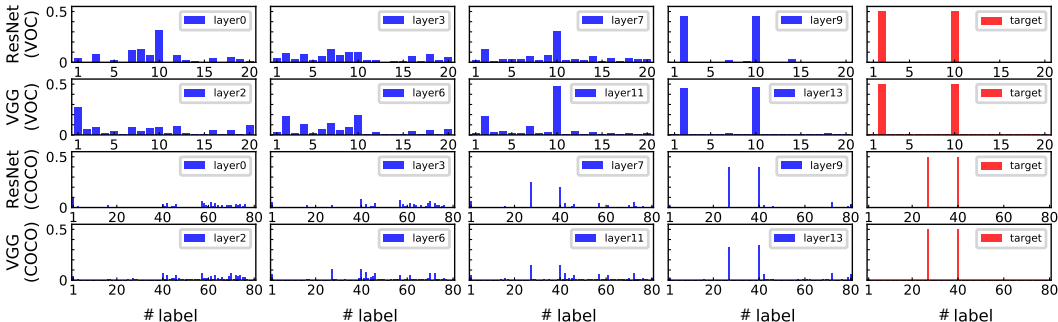 ResNet (VOC)
0.5
0
layer0
layer3
layer7
layer9
target
1 5 10 15 20
1 5 10 15 20
1 5 10 15 20
1 5 10 15 20
1 5 10 15 20
VGG (VOC)
0.5
0
layer2
layer6
layer11
layer13
target
1 5 10 15 20
1 5 10 15 20
1 5 10 15 20
1 5 10 15 20
1 5 10 15 20
ResNet (COCO)
0.5
0
layer0
layer3
layer7
layer9
target
1 20 40 60 80
1 20 40 60 80
1 20 40 60 80
1 20 40 60 80
1 20 40 60 80
VGG (COCO)
0.5
0
layer2
layer6
layer11
layer13
target
1 20 40 60 80
1 20 40 60 80
1 20 40 60 80
1 20 40 60 80
1 20 40 60 80
# label
# label
# label
# label
# label